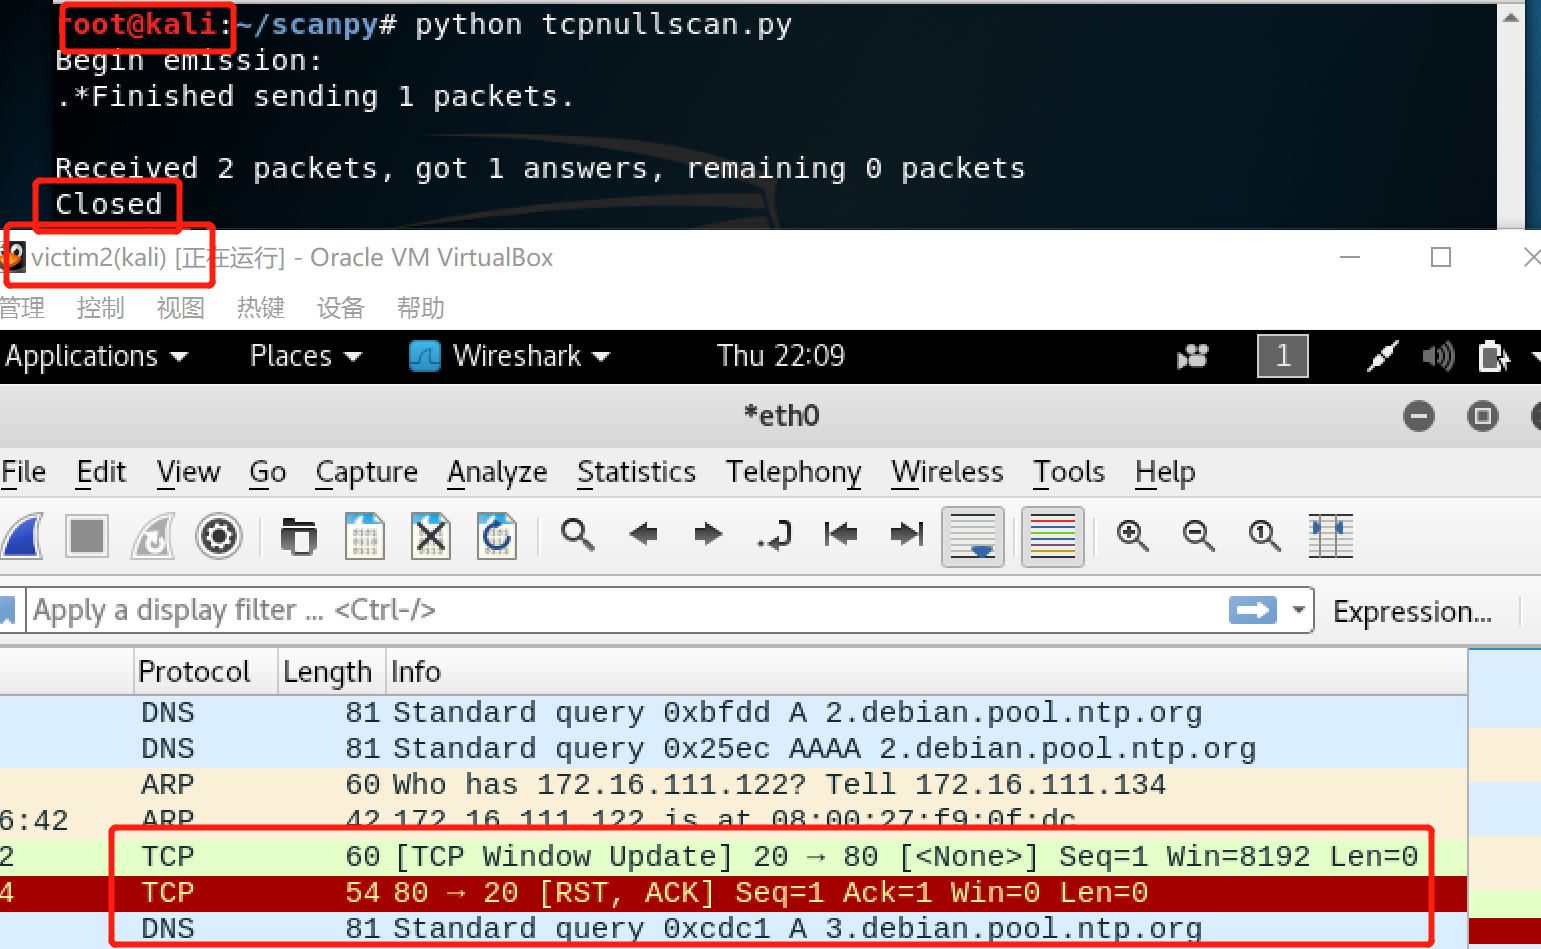 root@kali:~/scanpy# python tcpnullscan.py
Begin emission:
.*Finished sending 1 packets.
Received 2 packets, got 1 answers, remaining 0 packets
Closed
victim2(kali) [正在运行] - Oracle VM VirtualBox
管理 控制 视图 热键 设备 帮助
Applications Places Wireshark Thu 22:09 1
*eth0
File Edit View Go Capture Analyze Statistics Telephony Wireless Tools Help
Apply a display filter ... <Ctrl-/> Expression...
Protocol Length Info
DNS 81 Standard query 0xbfdd A 2.debian.pool.ntp.org
DNS 81 Standard query 0x25ec AAAA 2.debian.pool.ntp.org
ARP 60 Who has 172.16.111.122? Tell 172.16.111.134
6:42 ARP 42 172.16.111.122 is at 08:00:27:f9:0f:dc
2 TCP 60 [TCP Window Update] 20 → 80 [<None>] Seq=1 Win=8192 Len=0
4 TCP 54 80 → 20 [RST, ACK] Seq=1 Ack=1 Win=0 Len=0
DNS 81 Standard query 0xcdc1 A 3.debian.pool.ntp.org